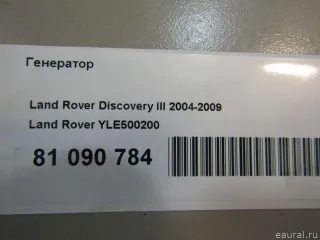 Генератор
Land Rover Discovery III 2004-2009
Land Rover YLE500200
81 090 784
eaural.ru